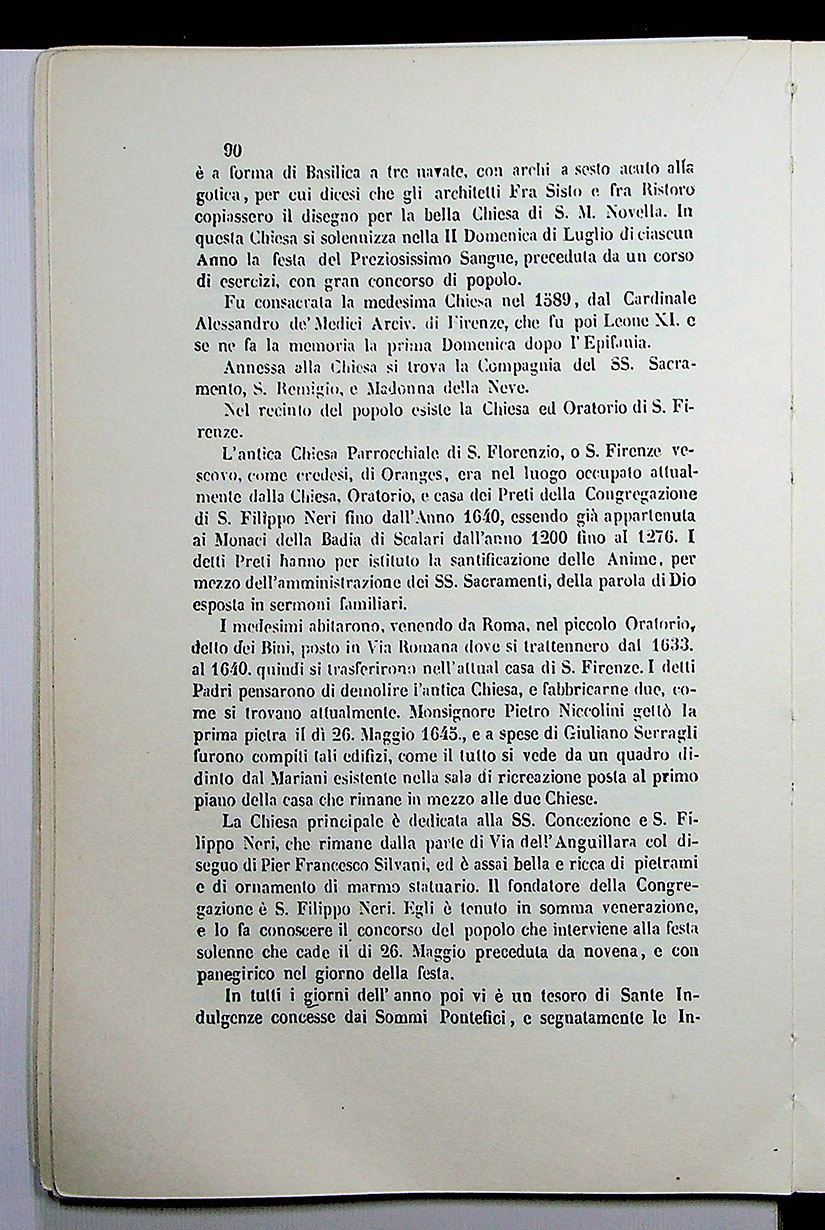 90
è a forma di Basilica a tre navate, con archi a sesto acuto alla
gotica, per cui dicesi che gli architetti Fra Sisto e fra Ristoro
copiassero il disegno per la bella Chiesa di S. M. Novella. In
questa Chiesa si solennizza nella II Domenica di Luglio di ciascun
Anno la festa del Preziosissimo Sangue, preceduta da un corso
di esercizi, con gran concorso di popolo.
Fu consacrata la medesima Chiesa nel 1589, dal Cardinale
Alessandro de' Medici Arciv. di Firenze, che fu poi Leone XI. e
se ne fa la memoria la prima Domenica dopo l'Epifania.
Annessa alla Chiesa si trova la Compagnia del SS. Sacra-
mento, S. Remigio, e Madonna della Neve.
Nel recinto del popolo esiste la Chiesa ed Oratorio di S. Fi-
renze.
L'antica Chiesa Parrocchiale di S. Florenzio, o S. Firenze ve-
scovo, come credesi, di Oranges, era nel luogo occupato attual-
mente dalla Chiesa, Oratorio, e casa dei Preti della Congregazione
di S. Filippo Neri fino dall'Anno 1640, essendo già appartenuta
ai Monaci della Badia di Scalari dall'anno 1200 fino al 1276. I
detti Preti hanno per istituto la santificazione delle Anime, per
mezzo dell'amministrazione dei SS. Sacramenti, della parola di Dio
esposta in sermoni familiari.
I medesimi abitarono, venendo da Roma, nel piccolo Oratorio,
detto dei Bini, posto in Via Romana dove si trattennero dal 1633.
al 1640. quindi si trasferirono nell'attual casa di S. Firenze. I detti
Padri pensarono di demolire l'antica Chiesa, e fabbricarne due, co-
me si trovano attualmente. Monsignore Pietro Niccolini gettò la
prima pietra il dì 26. Maggio 1645., e a spese di Giuliano Serragli
furono compiti tali edifizi, come il tutto si vede da un quadro di-
dinto dal Mariani esistente nella sala di ricreazione posta al primo
piano della casa che rimane in mezzo alle due Chiese.
La Chiesa principale è dedicata alla SS. Concezione e S. Fi-
lippo Neri, che rimane dalla parte di Via dell'Anguillara col di-
seguo di Pier Francesco Silvani, ed è assai bella e ricca di pietrami
e di ornamento di marmo statuario. Il fondatore della Congre-
gazione è S. Filippo Neri. Egli è tenuto in somma venerazione,
e lo fa conoscere il concorso del popolo che interviene alla festa
solenne che cade il dì 26. Maggio preceduta da novena, e con
panegirico nel giorno della festa.
In tutti i giorni dell'anno poi vi è un tesoro di Sante In-
dulgenze concesse dai Sommi Pontefici, e segnatamente le In-